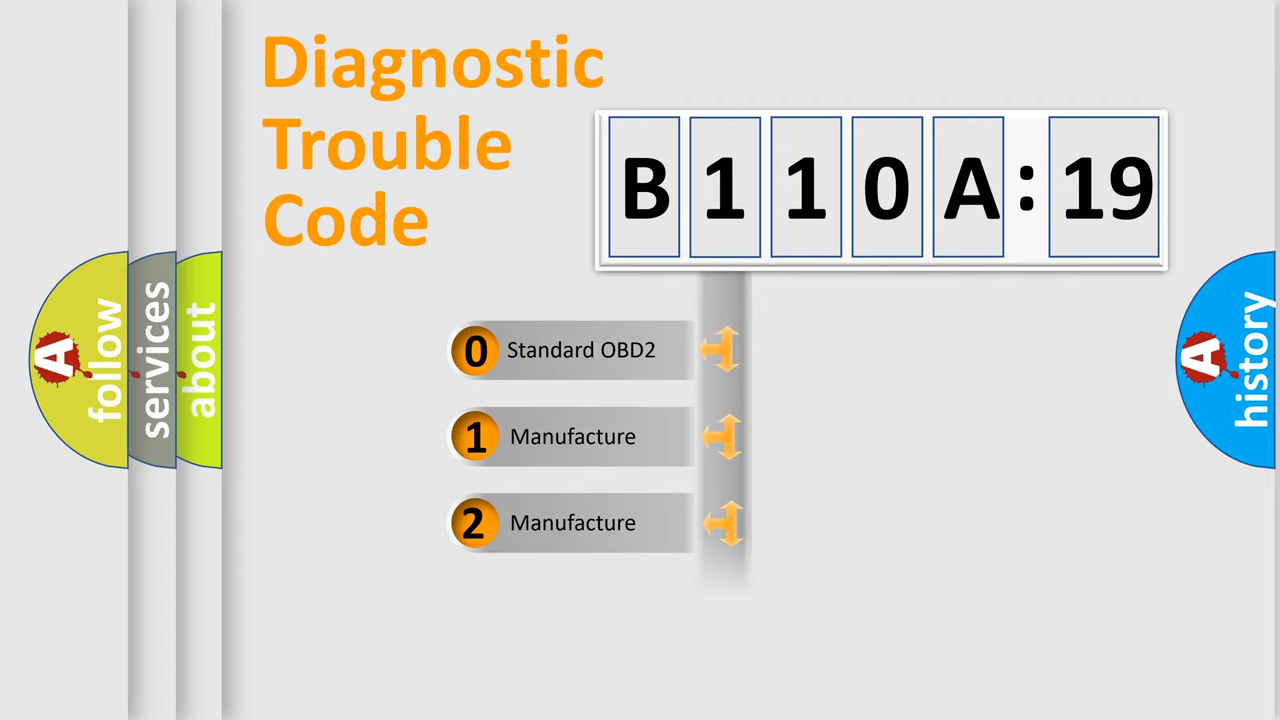 Diagnostic
Trouble
Code
B 1 1 0 A : 19
0 Standard OBD2
1 Manufacture
2 Manufacture
A follow
services
about
A history